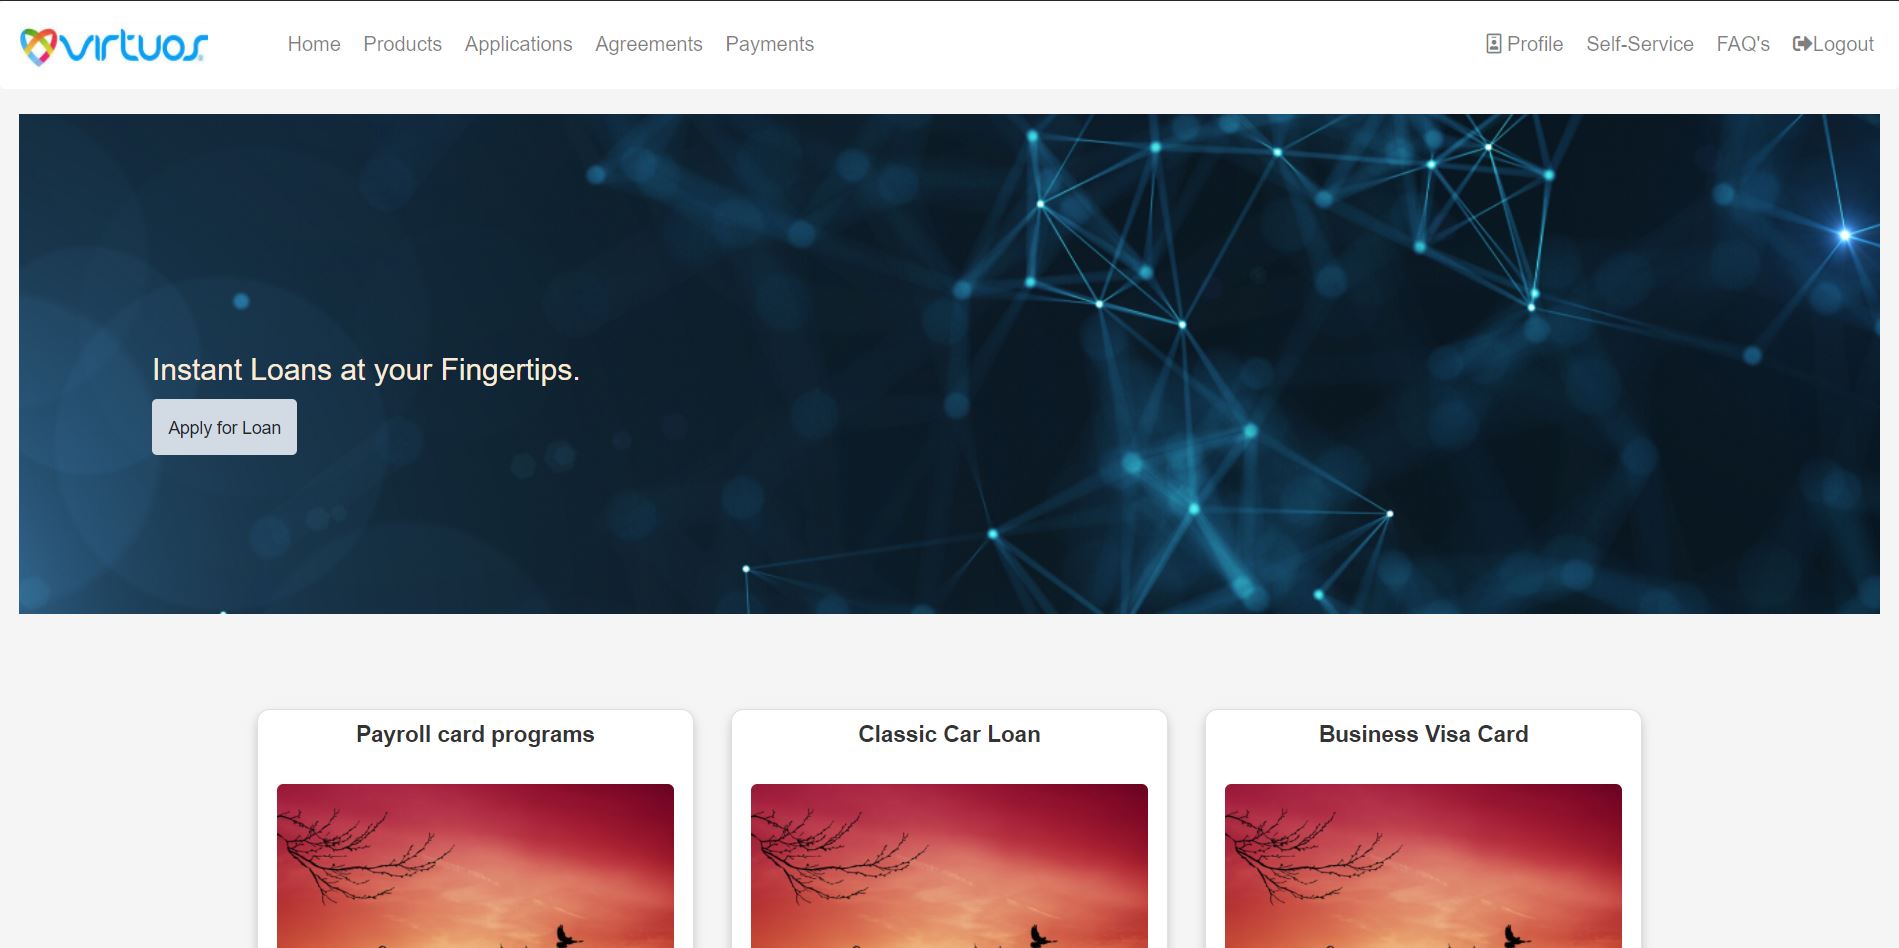 virtuos
Home Products Applications Agreements Payments
Profile Self-Service FAQ's Logout
Instant Loans at your Fingertips.
Apply for Loan
Payroll card programs
Classic Car Loan
Business Visa Card